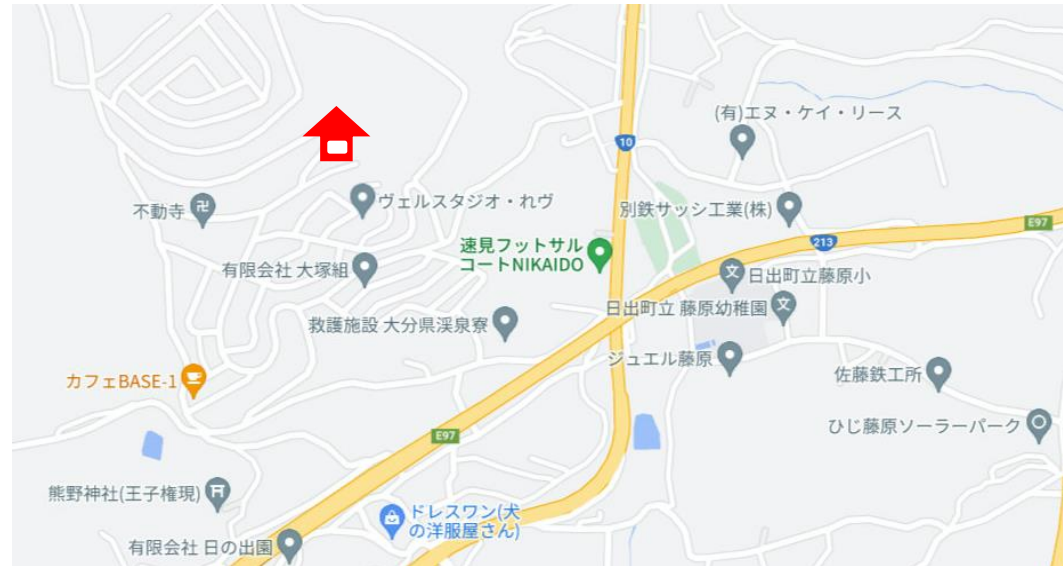 (有)エヌ・ケイ・リース
10
不動寺
ヴェルスタジオ・れヴ
別鉄サッシ工業(株)
E97
213
速見フットサル
コートNIKAIDO
有限会社 大塚組
日出町立藤原小
救護施設 大分県渓泉寮
日出町立 藤原幼稚園
ジュエル藤原
カフェBASE-1
佐藤鉄工所
ひじ藤原ソーラーパーク
E97
熊野神社(王子権現)
ドレスワン(犬
の洋服屋さん)
有限会社 日の出園